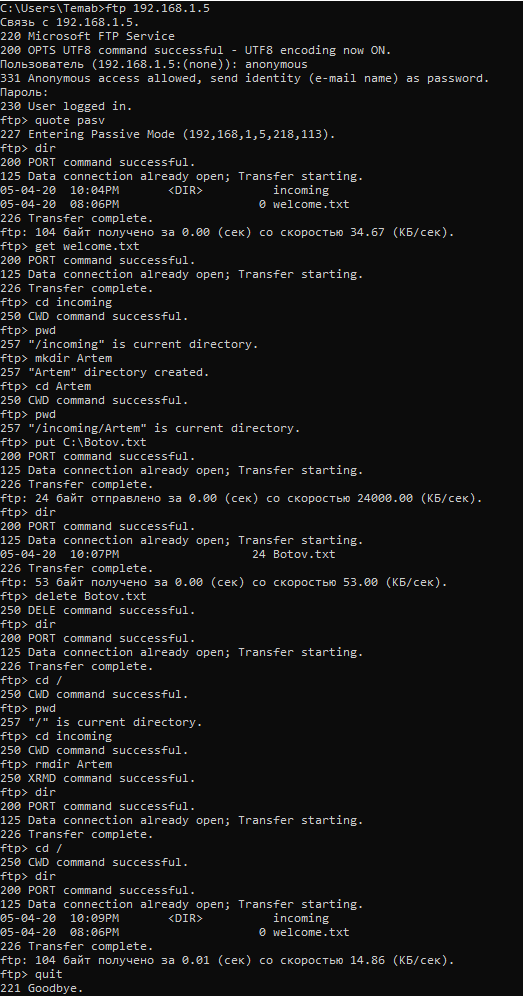 C:\Users\Temab>ftp 192.168.1.5
Связь с 192.168.1.5.
220 Microsoft FTP Service
200 OPTS UTF8 command successful - UTF8 encoding now ON.
Пользователь (192.168.1.5:(none)): anonymous
331 Anonymous access allowed, send identity (e-mail name) as password.
Пароль:
230 User logged in.
ftp> quote pasv
227 Entering Passive Mode (192,168,1,5,218,113).
ftp> dir
200 PORT command successful.
125 Data connection already open; Transfer starting.
05-04-20  10:04PM       <DIR>          incoming
05-04-20  08:06PM                    0 welcome.txt
226 Transfer complete.
ftp: 104 байт получено за 0.00 (сек) со скоростью 34.67 (КБ/сек).
ftp> get welcome.txt
200 PORT command successful.
125 Data connection already open; Transfer starting.
226 Transfer complete.
ftp> cd incoming
250 CWD command successful.
ftp> pwd
257 "/incoming" is current directory.
ftp> mkdir Artem
257 "Artem" directory created.
ftp> cd Artem
250 CWD command successful.
ftp> pwd
257 "/incoming/Artem" is current directory.
ftp> put C:\Botov.txt
200 PORT command successful.
125 Data connection already open; Transfer starting.
226 Transfer complete.
ftp: 24 байт отправлено за 0.00 (сек) со скоростью 24000.00 (КБ/сек).
ftp> dir
200 PORT command successful.
125 Data connection already open; Transfer starting.
05-04-20  10:07PM                   24 Botov.txt
226 Transfer complete.
ftp: 53 байт получено за 0.00 (сек) со скоростью 53.00 (КБ/сек).
ftp> delete Botov.txt
250 DELE command successful.
ftp> dir
200 PORT command successful.
125 Data connection already open; Transfer starting.
226 Transfer complete.
ftp> cd /
250 CWD command successful.
ftp> pwd
257 "/" is current directory.
ftp> cd incoming
250 CWD command successful.
ftp> rmdir Artem
250 XRMD command successful.
ftp> dir
200 PORT command successful.
125 Data connection already open; Transfer starting.
226 Transfer complete.
ftp> cd /
250 CWD command successful.
ftp> dir
200 PORT command successful.
125 Data connection already open; Transfer starting.
05-04-20  10:09PM       <DIR>          incoming
05-04-20  08:06PM                    0 welcome.txt
226 Transfer complete.
ftp: 104 байт получено за 0.01 (сек) со скоростью 14.86 (КБ/сек).
ftp> quit
221 Goodbye.